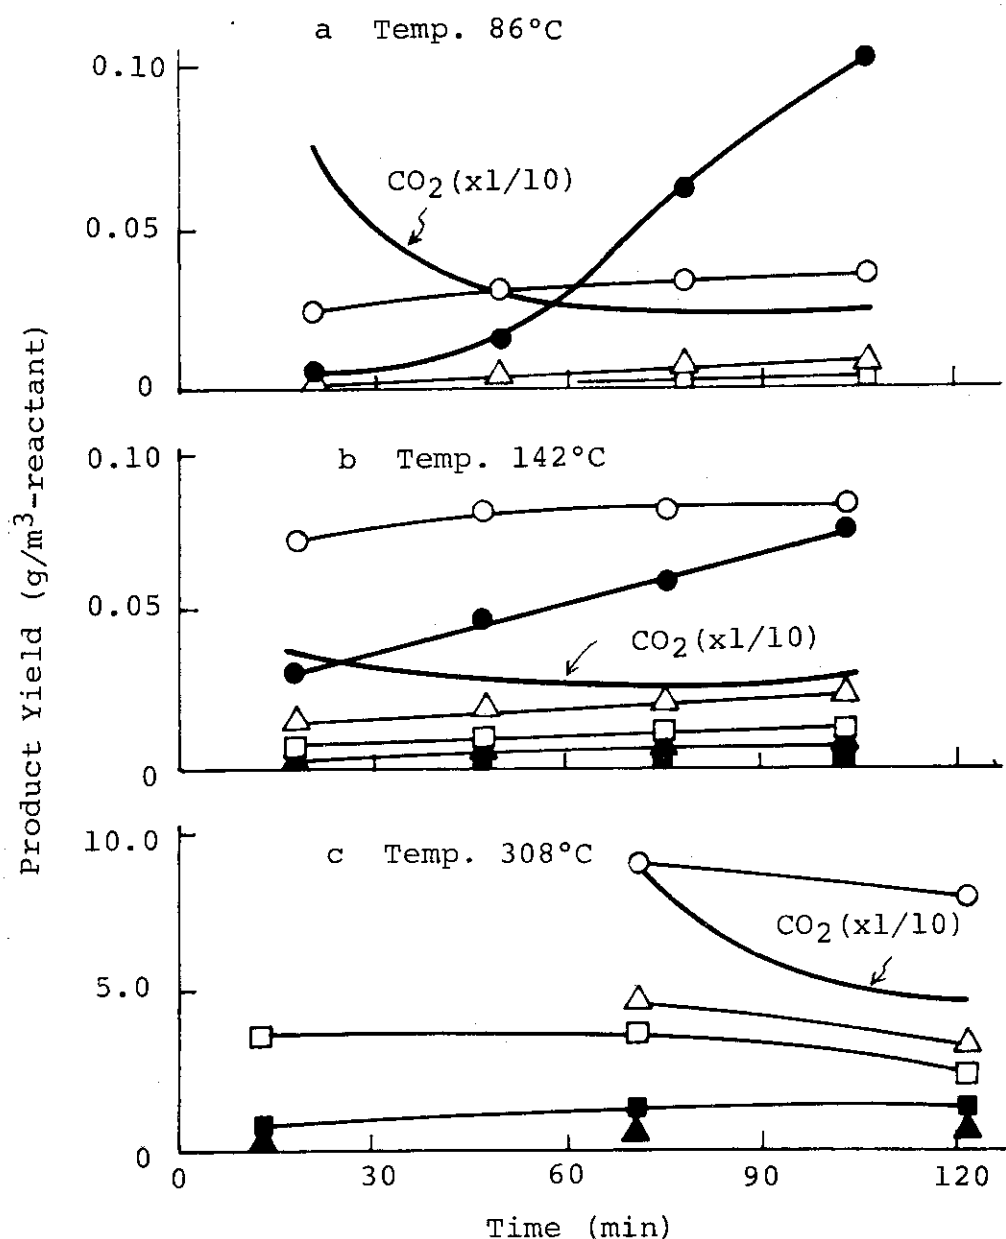 a Temp. 86°C
0.10
CO2(x1/10)
0.05
0
Product Yield (g/m³-reactant)
0.10
b Temp. 142°C
0.05
CO2(x1/10)
0
10.0
c Temp. 308°C
CO2(x1/10)
5.0
0
0 30 60 90 120
Time (min)